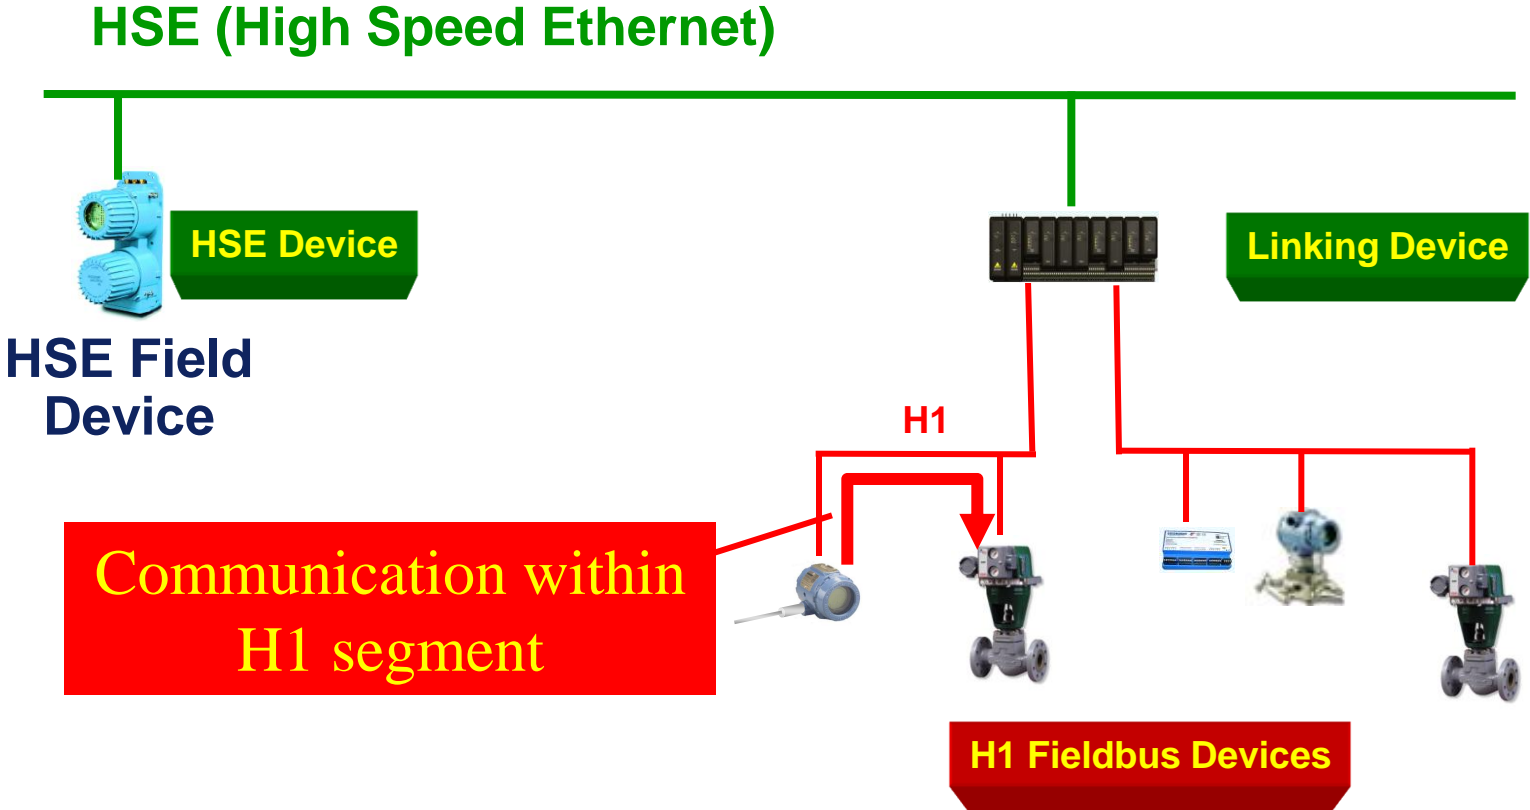 HSE (High Speed Ethernet)
HSE Device
Linking Device
HSE Field
Device
H1
Communication within
H1 segment
H1 Fieldbus Devices